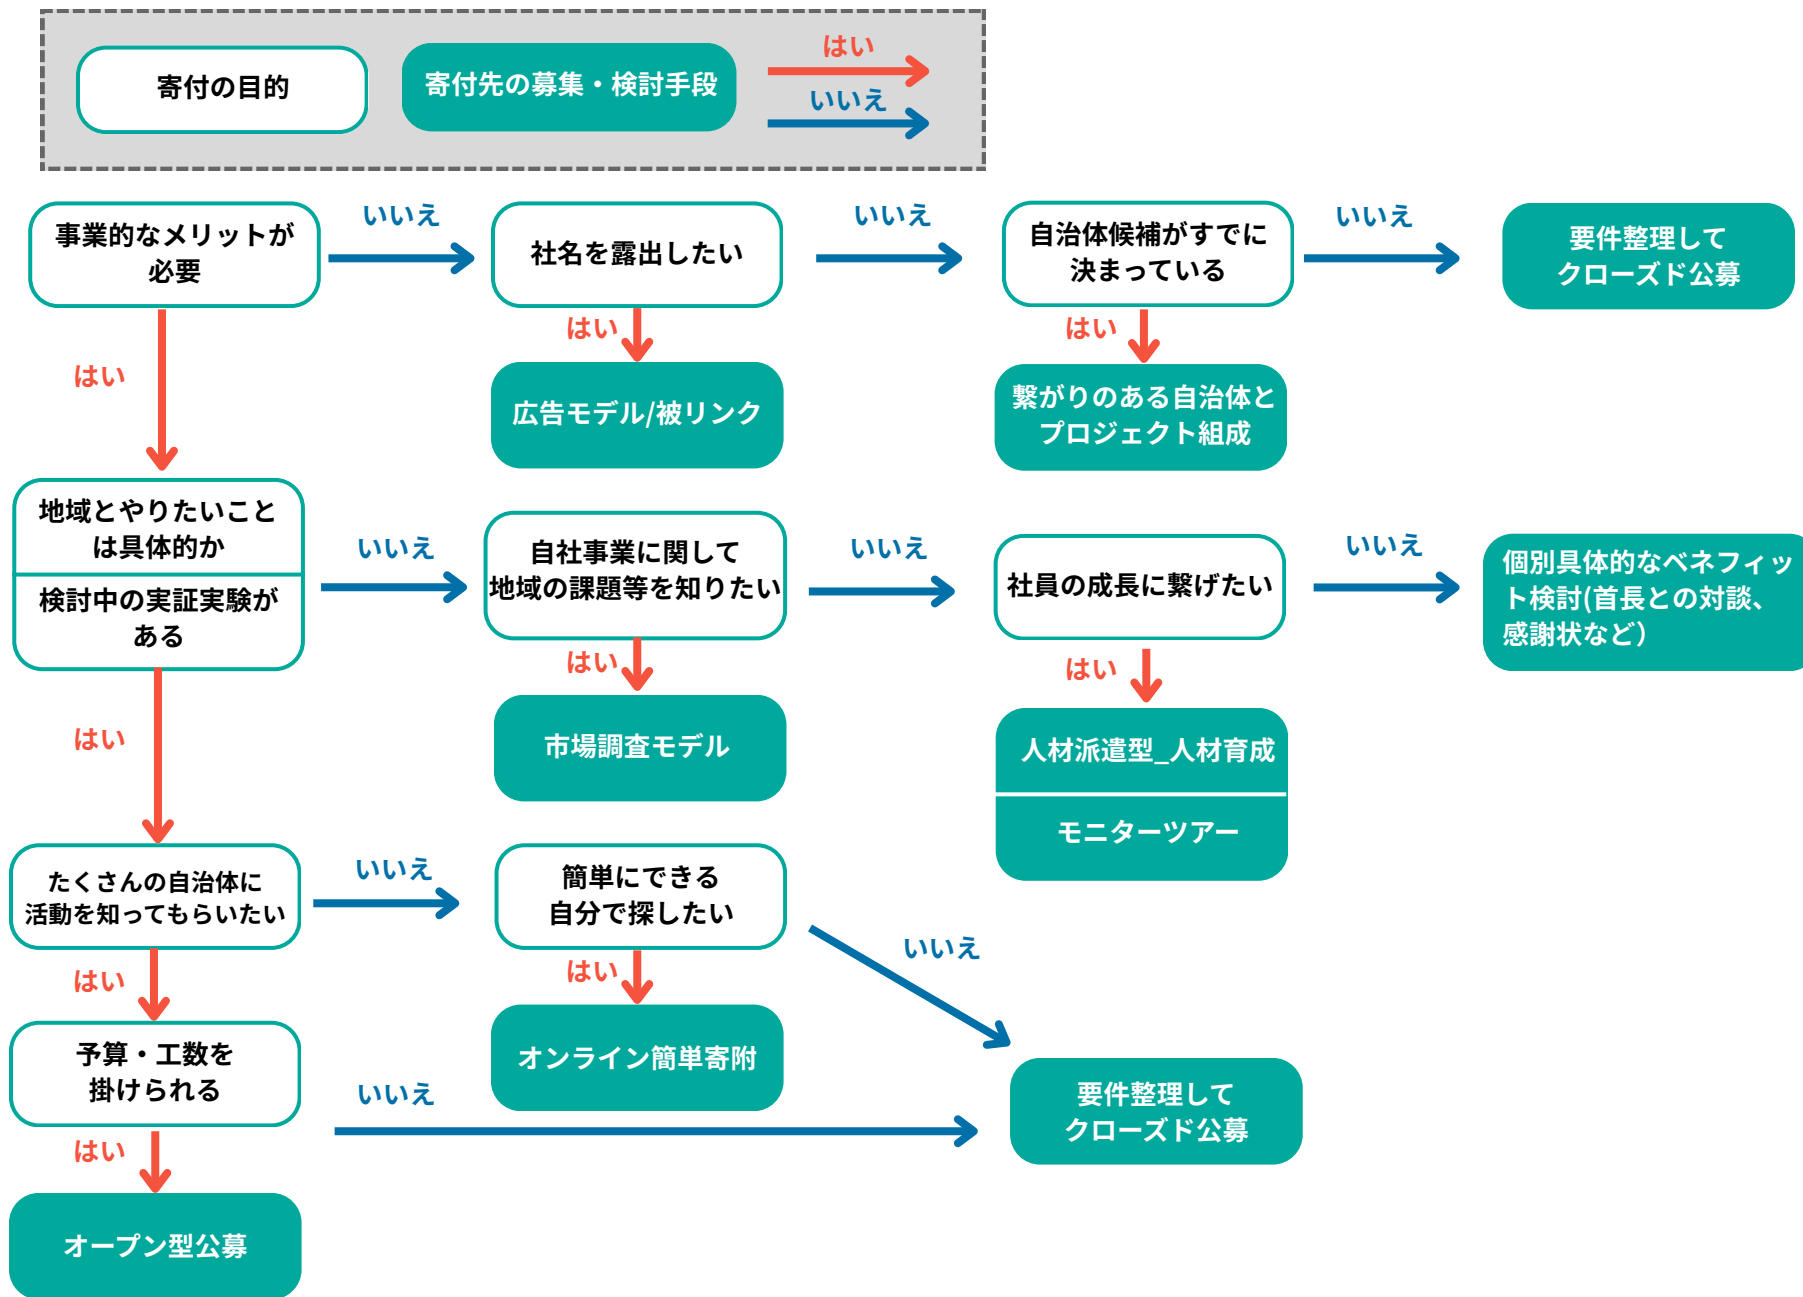 寄付の目的
寄付先の募集・検討手段
はい
いいえ
事業的なメリットが
必要
いいえ
社名を露出したい
いいえ
自治体候補がすでに
決まっている
いいえ
要件整理して
クローズド公募
はい
はい
はい
広告モデル/被リンク
繋がりのある自治体と
プロジェクト組成
地域とやりたいこと
は具体的か
検討中の実証実験が
ある
いいえ
自社事業に関して
地域の課題等を知りたい
いいえ
社員の成長に繋げたい
いいえ
個別具体的なベネフィッ
ト検討(首長との対談、
感謝状など）
はい
はい
はい
市場調査モデル
人材派遣型_人材育成
モニターツアー
たくさんの自治体に
活動を知ってもらいたい
いいえ
簡単にできる
自分で探したい
いいえ
はい
はい
予算・工数を
掛けられる
オンライン簡単寄附
いいえ
要件整理して
クローズド公募
はい
オープン型公募